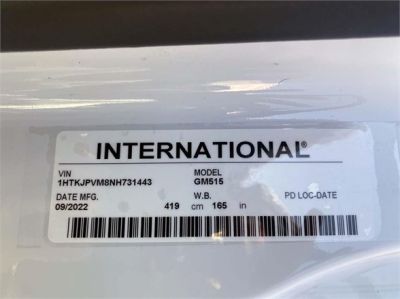 INTERNATIONAL®
VIN MODEL
1HTKJPVM8NH731443 GM515
DATE MFG. W.B. PD LOC-DATE
09/2022 419 cm 165 in